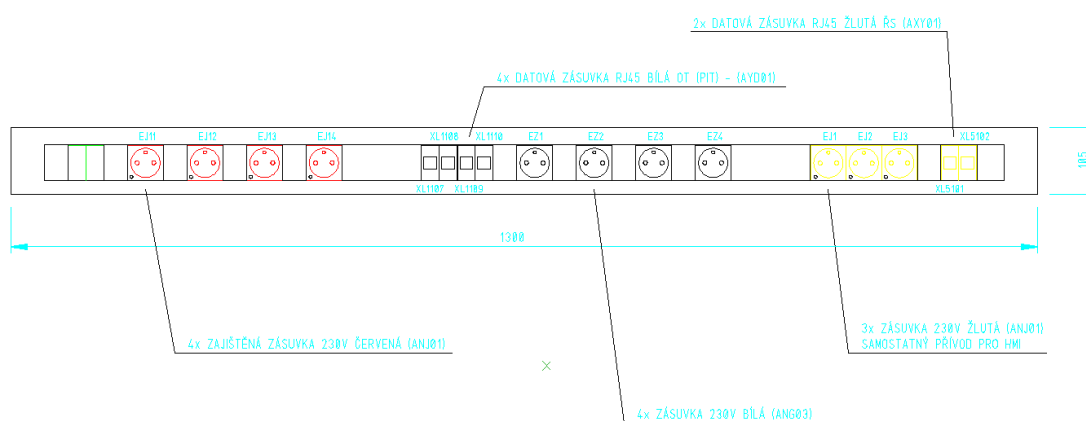 2x DATOVÁ ZÁSUVKA RJ45 ŽLUTÁ ŘS (AXY01)
4x DATOVÁ ZÁSUVKA RJ45 BÍLÁ OT (PIT) - (AYD01)
EJ11 EJ12 EJ13 EJ14 XL1108 XL1110 EZ1 EZ2 EZ3 EZ4 EJ1 EJ2 EJ3 XL5102
105
XL1107 XL1109 XL5101
1300
3x ZÁSUVKA 230V ŽLUTÁ (ANJ01)
SAMOSTATNÝ PŘÍVOD PRO HMI
4x ZAJIŠTĚNÁ ZÁSUVKA 230V ČERVENÁ (ANJ01)
4x ZÁSUVKA 230V BÍLÁ (ANG03)